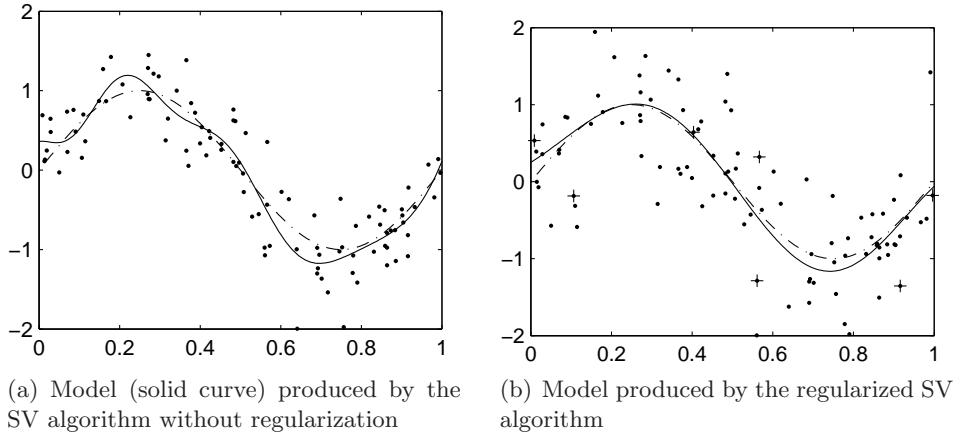 2
1
0
−1
−2
0 0.2 0.4 0.6 0.8 1
(a) Model (solid curve) produced by the
SV algorithm without regularization
2
1
0
−1
−2
0 0.2 0.4 0.6 0.8 1
(b) Model produced by the regularized SV
algorithm